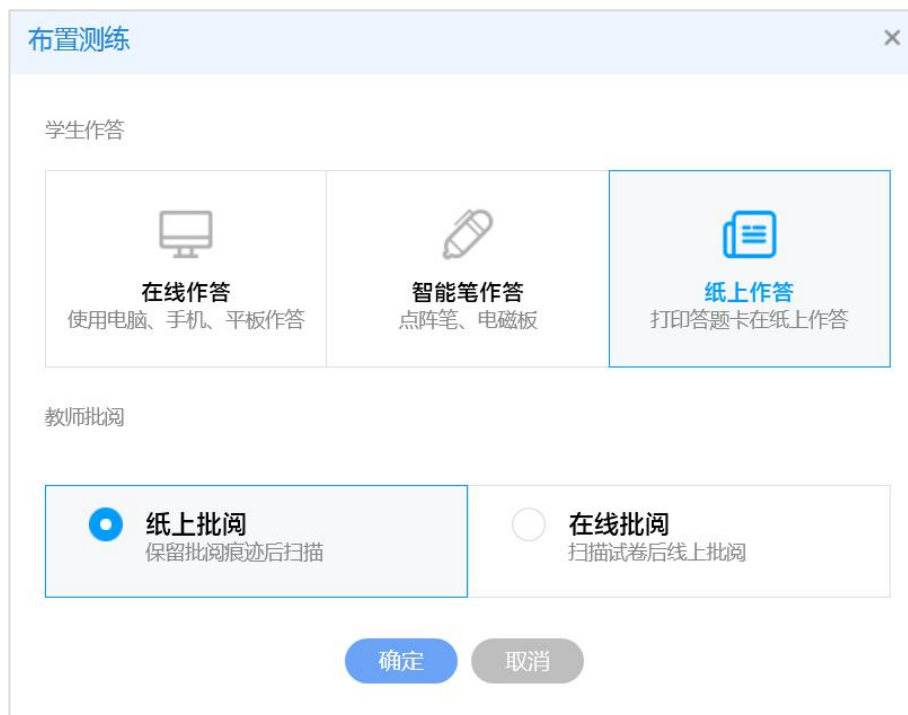 布置测练
学生作答
在线作答
使用电脑、手机、平板作答
智能笔作答
点阵笔、电磁板
纸上作答
打印答题卡在纸上作答
教师批阅
纸上批阅
保留批阅痕迹后扫描
在线批阅
扫描试卷后线上批阅
确定
取消